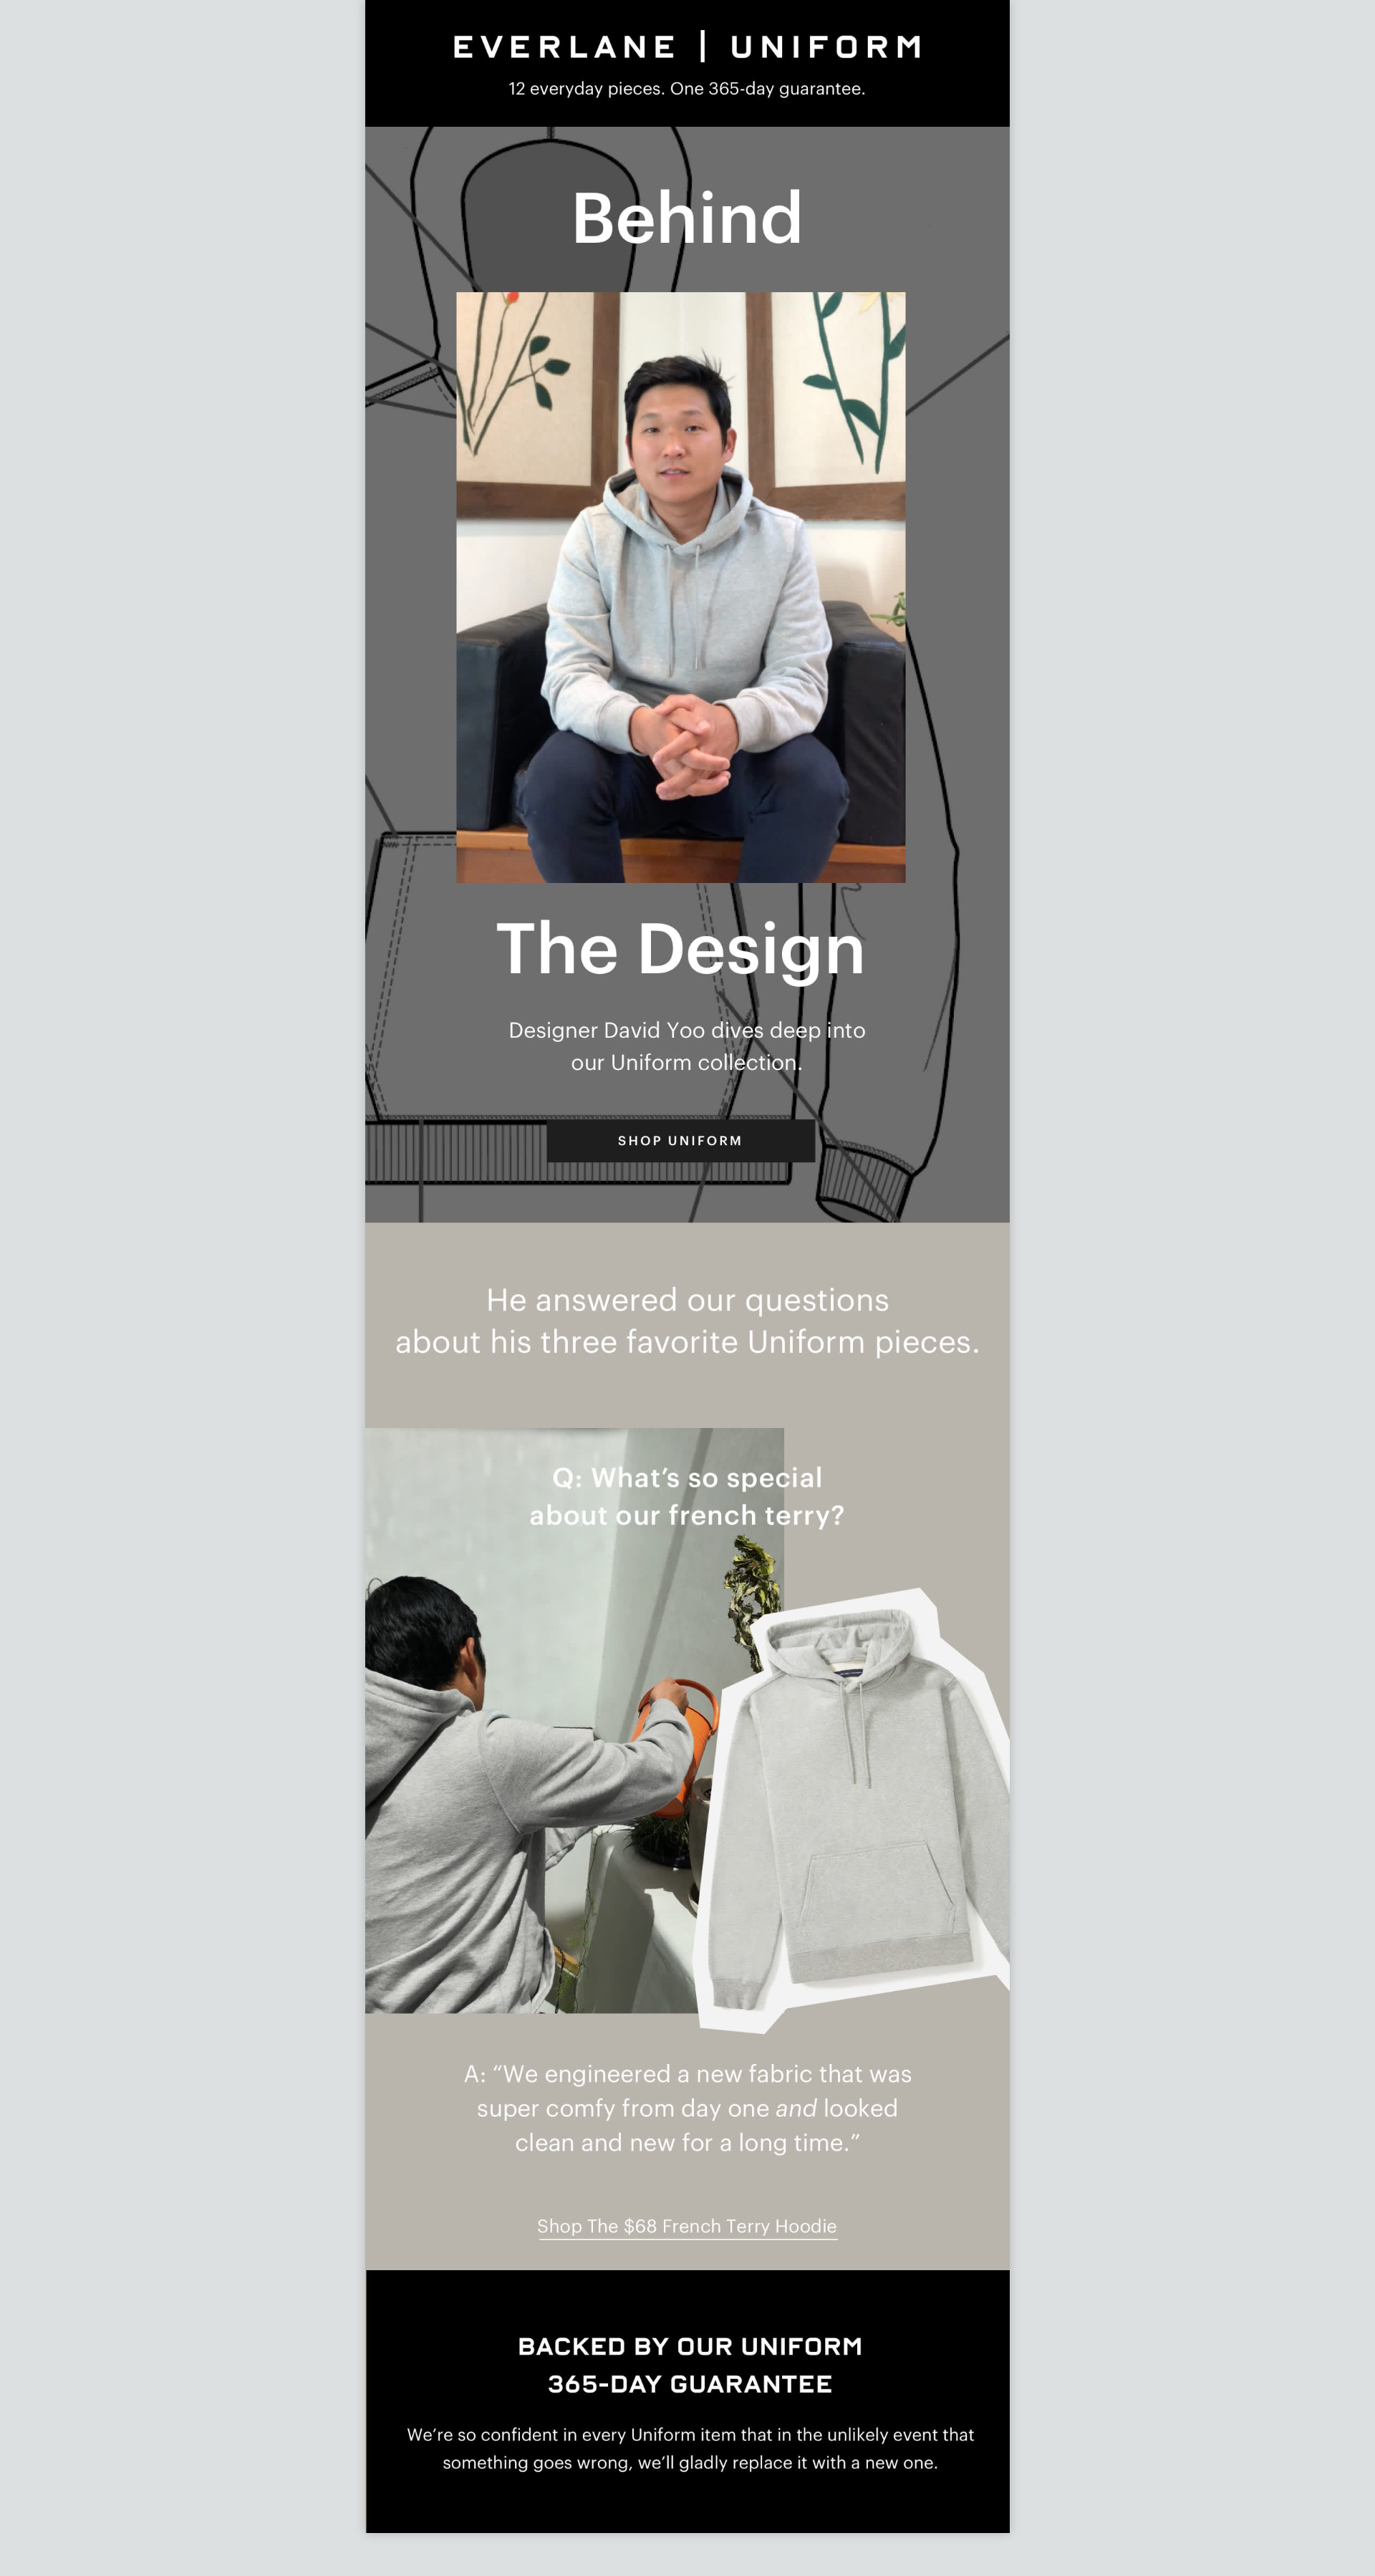 EVERLANE | UNIFORM
12 everyday pieces. One 365-day guarantee.
Behind
The Design
Designer David Yoo dives deep into
our Uniform collection.
SHOP UNIFORM
He answered our questions
about his three favorite Uniform pieces.
Q: What’s so special
about our french terry?
A: “We engineered a new fabric that was
super comfy from day one and looked
clean and new for a long time.”
Shop The $68 French Terry Hoodie
BACKED BY OUR UNIFORM
365-DAY GUARANTEE
We’re so confident in every Uniform item that in the unlikely event that
something goes wrong, we’ll gladly replace it with a new one.